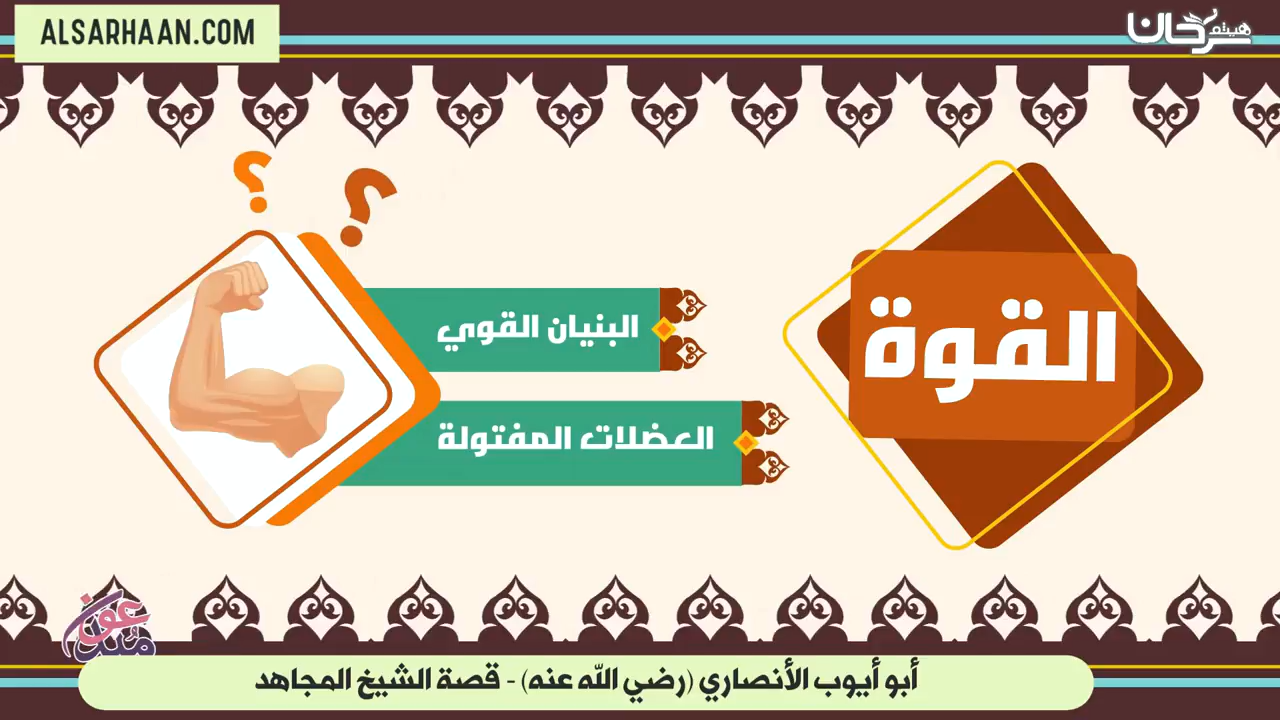 ALSARHAAN.COM
هيثم سرحان
؟
؟
القوة
البنيان القوي
العضلات المفتولة
أبو أيوب الأنصاري (رضي الله عنه) - قصة الشيخ المجاهد